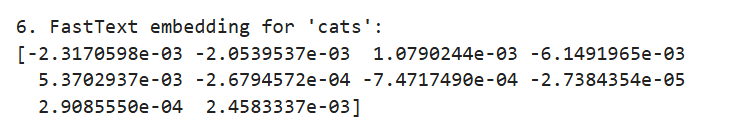 6. FastText embedding for 'cats':
[-2.3170598e-03 -2.0539537e-03  1.0790244e-03 -6.1491965e-03
  5.3702937e-03 -2.6794572e-04 -7.4717490e-04 -2.7384354e-05
  2.9085550e-04  2.4583337e-03]